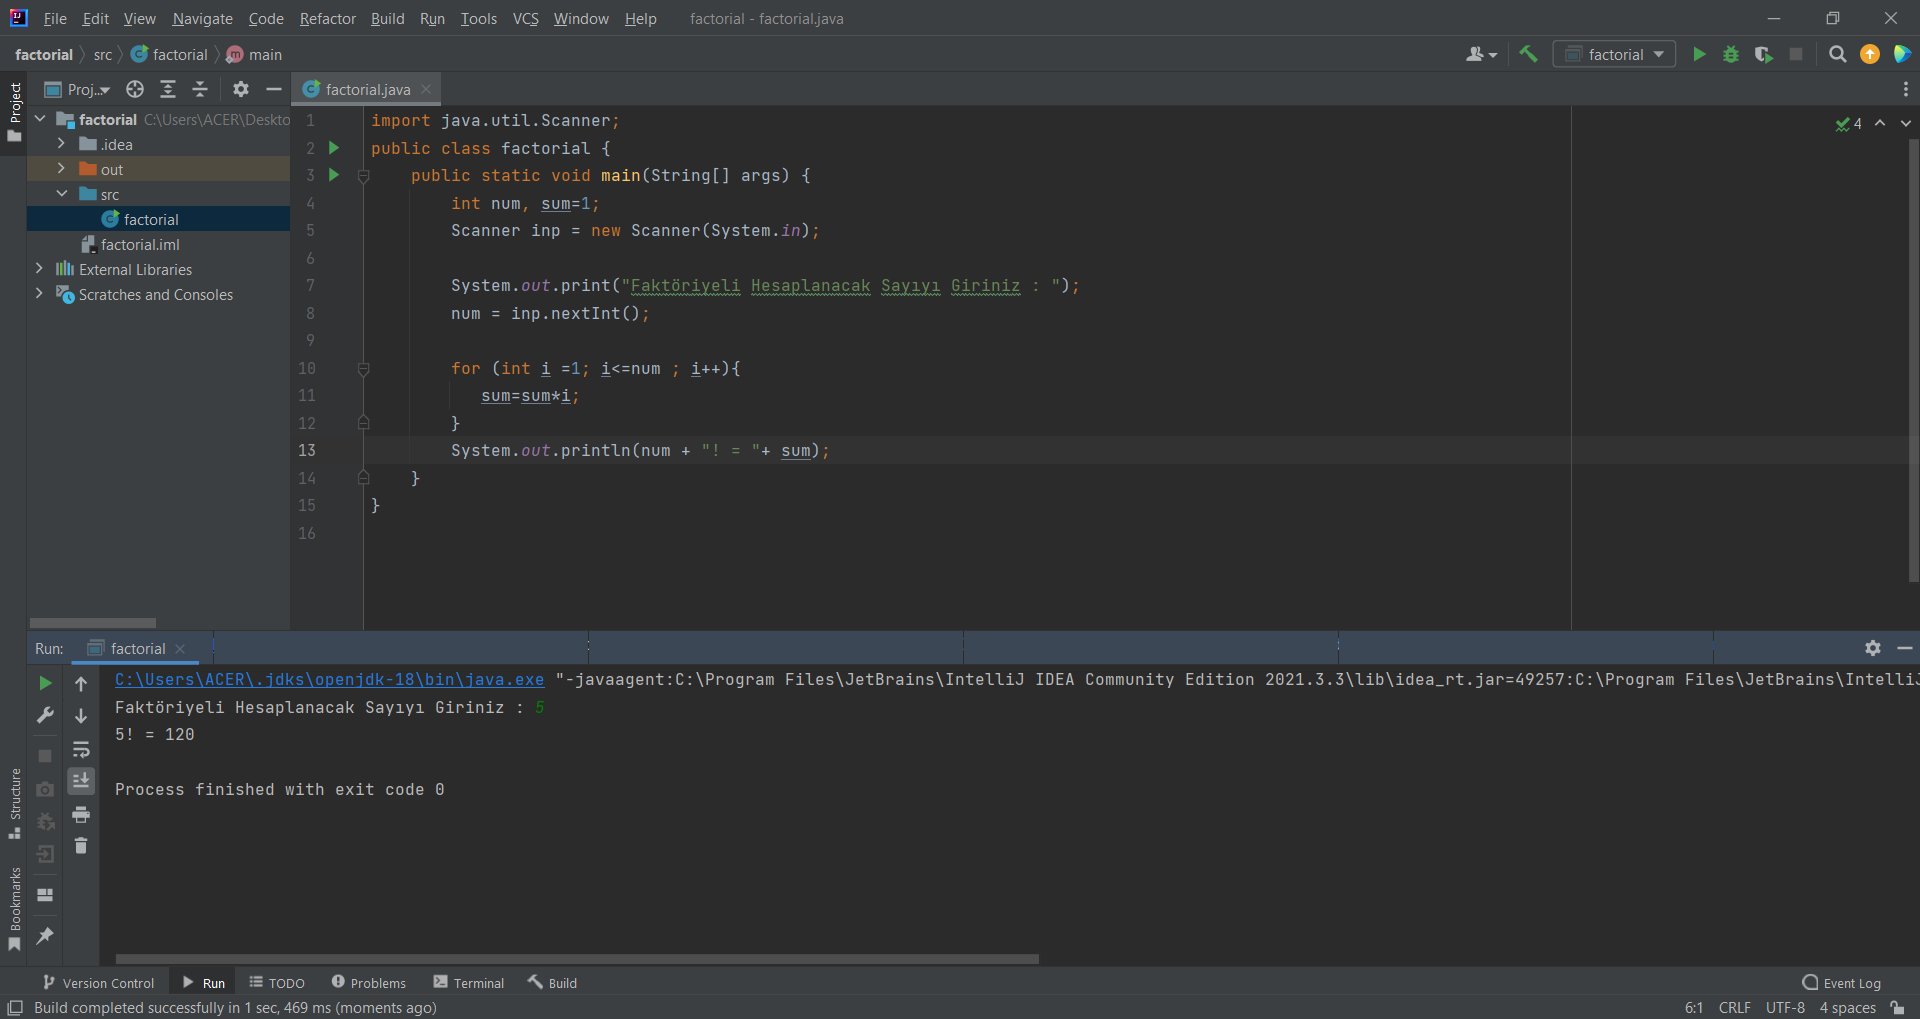 File Edit View Navigate Code Refactor Build Run Tools VCS Window Help factorial - factorial.java
factorial src factorial main factorial
Project
Proj... factorial.java
factorial C:\Users\ACER\Deskto
.idea
out
src
factorial
factorial.iml
External Libraries
Scratches and Consoles
4
1 import java.util.Scanner;
2 public class factorial {
3 public static void main(String[] args) {
4 int num, sum=1;
5 Scanner inp = new Scanner(System.in);
6
7 System.out.print("Faktöriyeli Hesaplanacak Sayıyı Giriniz : ");
8 num = inp.nextInt();
9
10 for (int i =1; i<=num ; i++){
11 sum=sum*i;
12 }
13 System.out.println(num + "! = "+ sum);
14 }
15 }
16
Run: factorial
C:\Users\ACER\.jdks\openjdk-18\bin\java.exe "-javaagent:C:\Program Files\JetBrains\IntelliJ IDEA Community Edition 2021.3.3\lib\idea_rt.jar=49257:C:\Program Files\JetBrains\IntelliJ
Faktöriyeli Hesaplanacak Sayıyı Giriniz : 5
5! = 120
Process finished with exit code 0
Structure
Bookmarks
Version Control Run TODO Problems Terminal Build Event Log
Build completed successfully in 1 sec, 469 ms (moments ago) 6:1 CRLF UTF-8 4 spaces